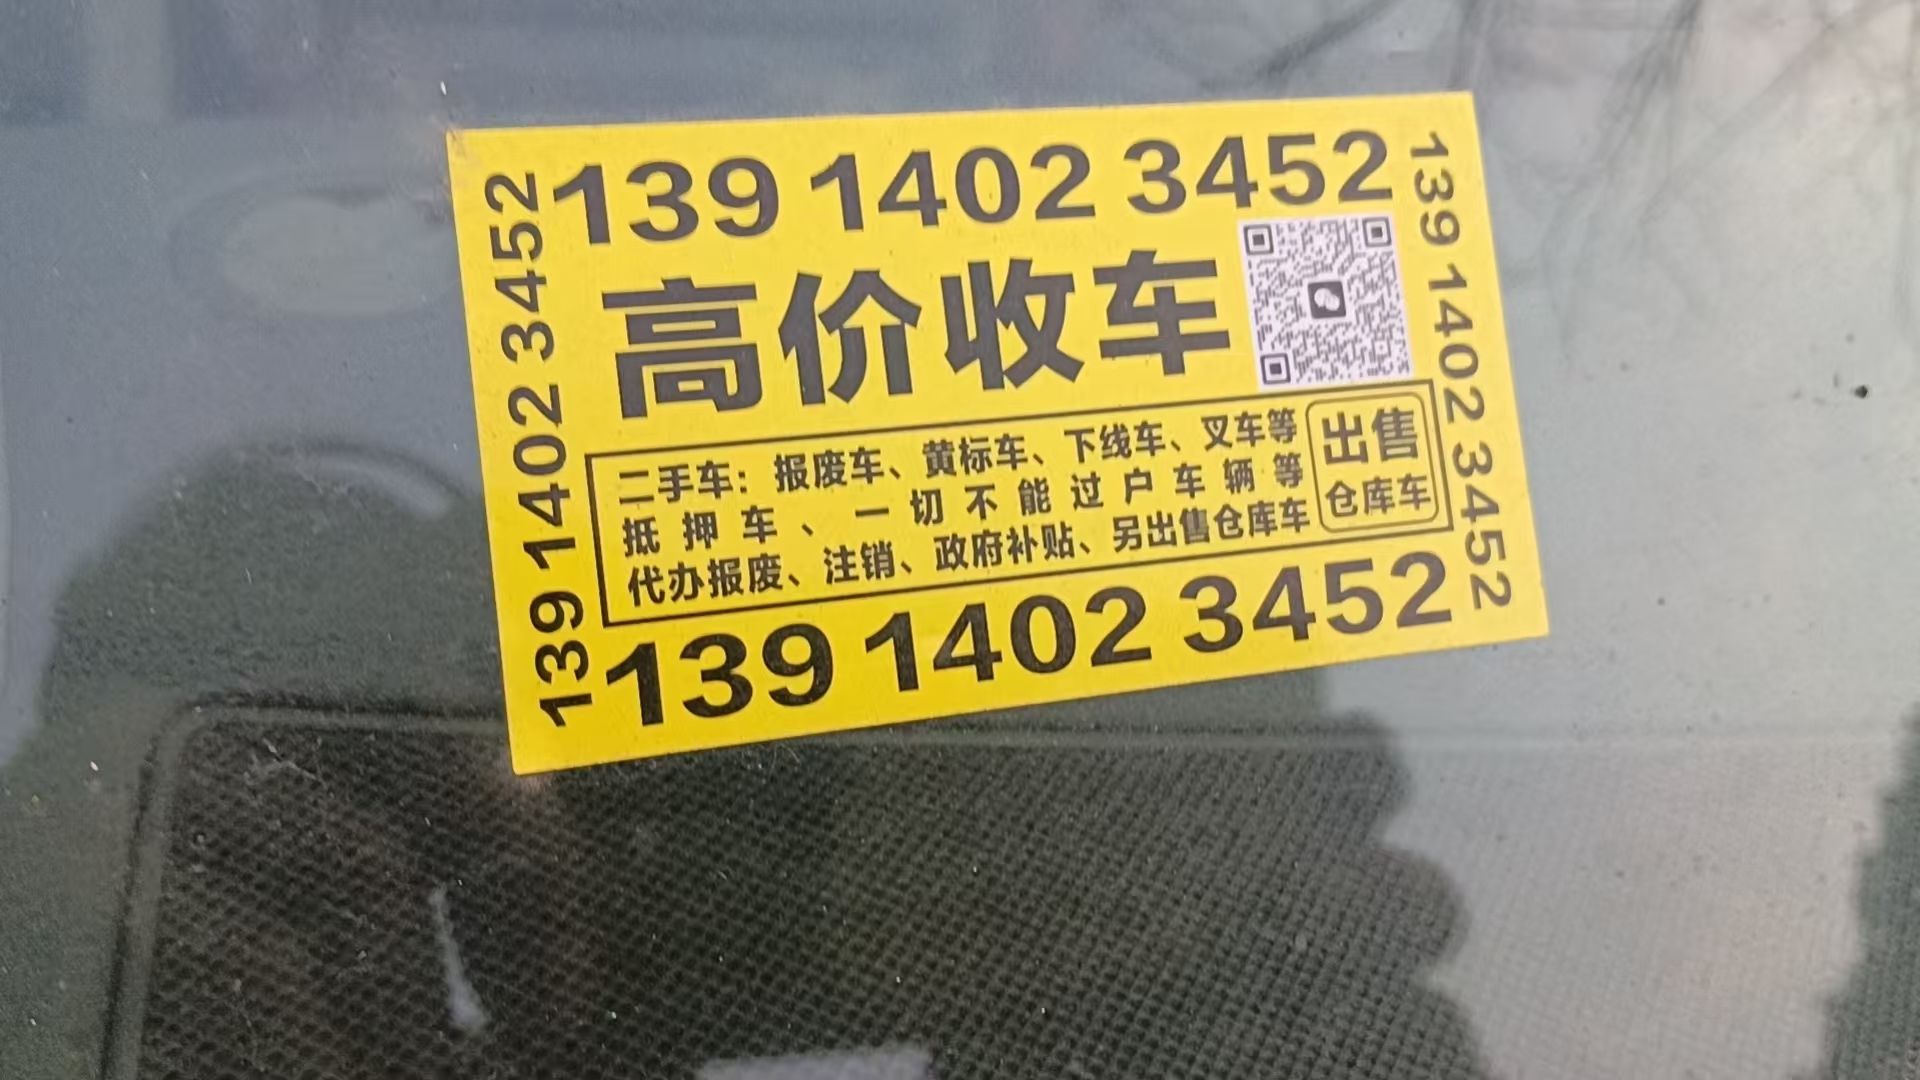 139 1402 3452
139 1402 3452
139 1402 3452
高价收车
二手车：报废车、黄标车、下线车、叉车等
抵押车、一切不能过户车辆等
代办报废、注销、政府补贴、另出售仓库车
出售
仓库车
139 1402 3452